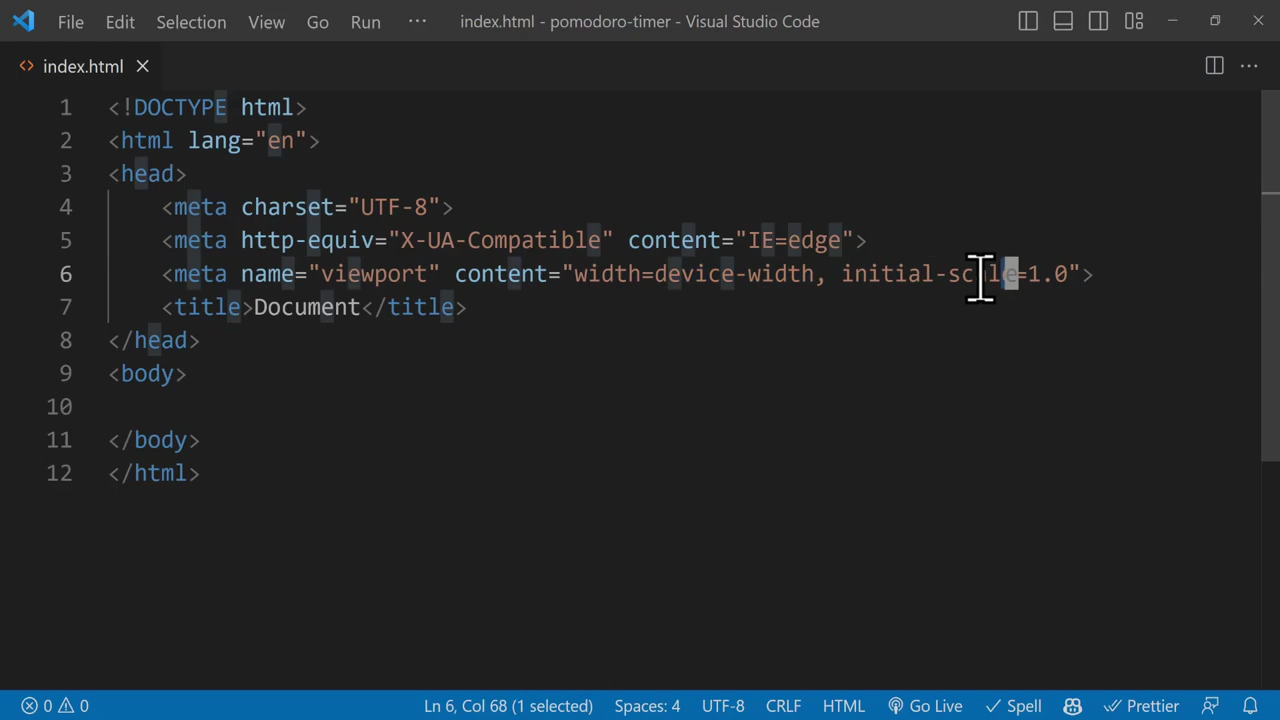 File Edit Selection View Go Run ··· index.html - pomodoro-timer - Visual Studio Code
index.html
1 <!DOCTYPE html>
2 <html lang="en">
3 <head>
4 <meta charset="UTF-8">
5 <meta http-equiv="X-UA-Compatible" content="IE=edge">
6 <meta name="viewport" content="width=device-width, initial-scale=1.0">
7 <title>Document</title>
8 </head>
9 <body>
10
11 </body>
12 </html>
0 0 Ln 6, Col 68 (1 selected) Spaces: 4 UTF-8 CRLF HTML Go Live Spell Prettier